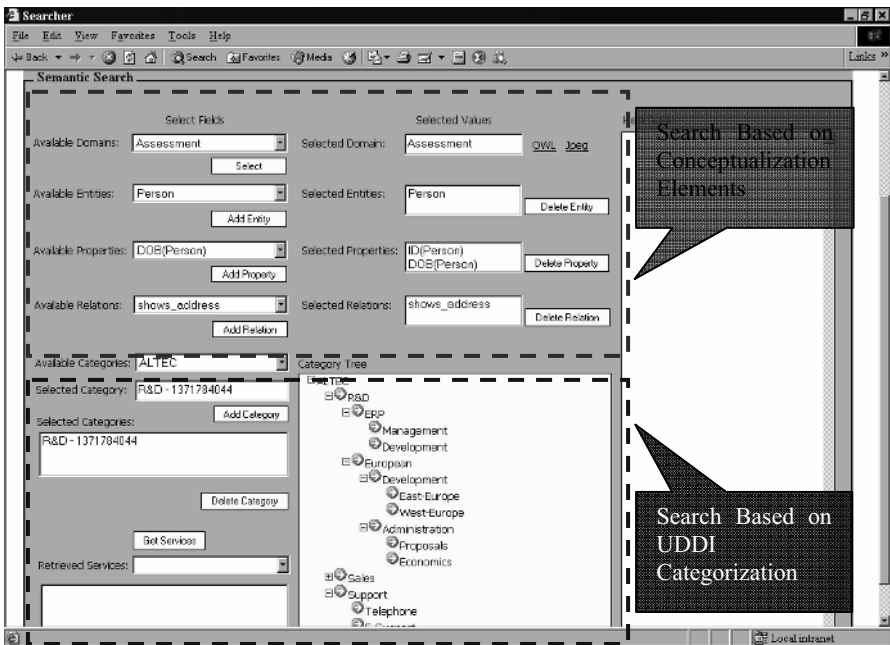 Searcher
File Edit View Favorites Tools Help
Back Search Favorites Media Links »
Semantic Search
Select Fields Selected Values
Available Domains: Assessment Selected Domain: Assessment OWL Jpeg
Select
Available Entities: Person Selected Entities: Person Delete Entity
Add Entity
Available Properties: DOB(Person) Selected Properties: ID(Person)
DOB(Person) Delete Property
Add Property
Available Relations: shows_address Selected Relations: shows_address Delete Relation
Add Relation
Search Based on
Conceptualization
Elements
Available Categories: ALTEC Category Tree
Selected Category: R&D - 1371784044
Add Category
Selected Categories:
R&D - 1371784044
Delete Category
Get Services
Retrieved Services:
ALTEC
R&D
ERP
Management
Development
European
Development
East-Europe
West-Europe
Administration
Proposals
Economics
Sales
Support
Telephone
Search Based on
UDDI
Categorization
Local intranet